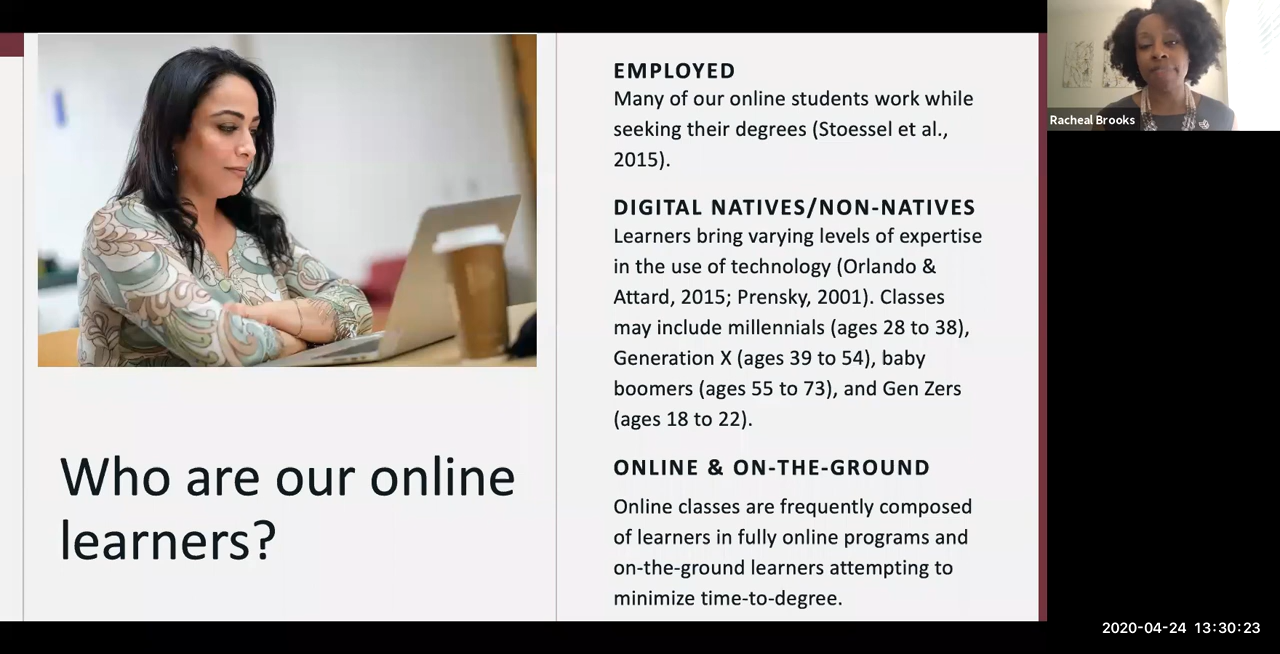 Who are our online
learners?
EMPLOYED
Many of our online students work while
seeking their degrees (Stoessel et al.,
2015).
DIGITAL NATIVES/NON-NATIVES
Learners bring varying levels of expertise
in the use of technology (Orlando &
Attard, 2015; Prensky, 2001). Classes
may include millennials (ages 28 to 38),
Generation X (ages 39 to 54), baby
boomers (ages 55 to 73), and Gen Zers
(ages 18 to 22).
ONLINE & ON-THE-GROUND
Online classes are frequently composed
of learners in fully online programs and
on-the-ground learners attempting to
minimize time-to-degree.
Racheal Brooks
2020-04-24 13:30:23